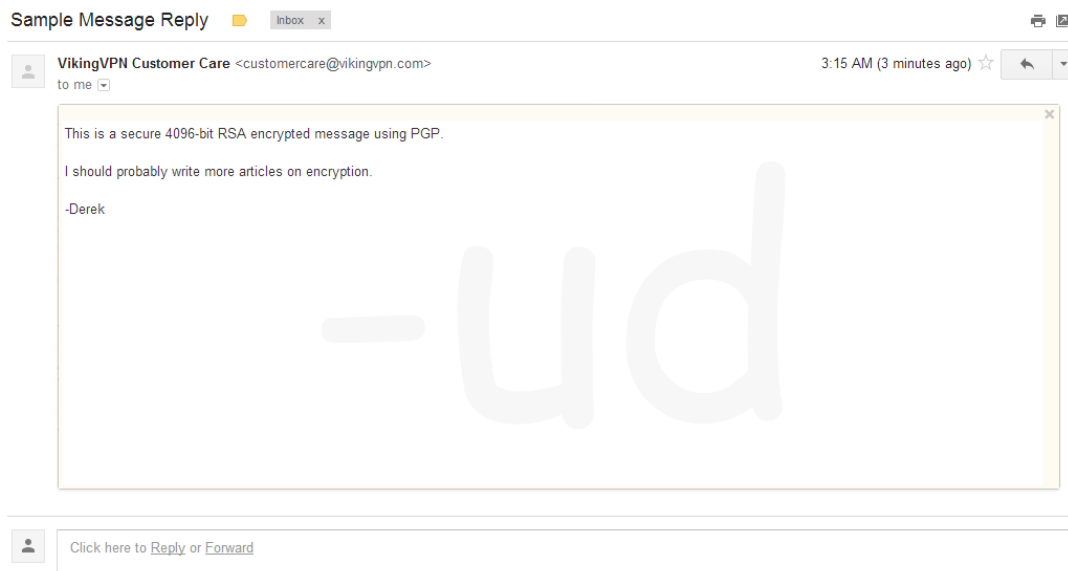 Sample Message Reply
Inbox x
VikingVPN Customer Care <customercare@vikingvpn.com>
3:15 AM (3 minutes ago)
to me
This is a secure 4096-bit RSA encrypted message using PGP.
I should probably write more articles on encryption.
-Derek
-ud
Click here to Reply or Forward